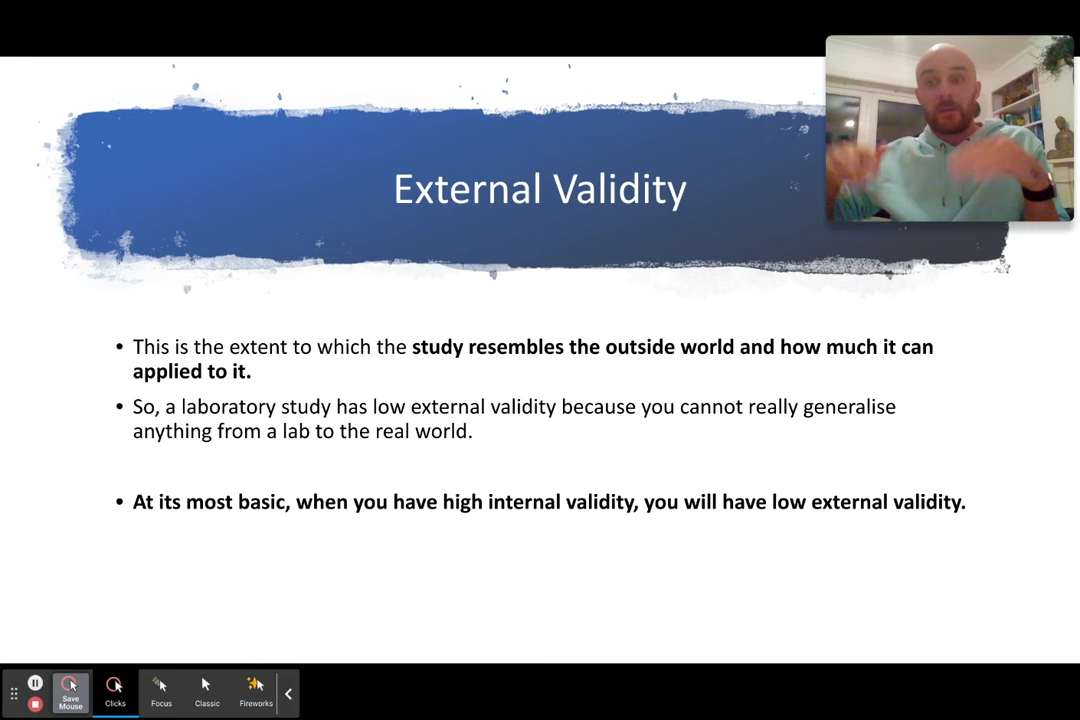 External Validity
• This is the extent to which the study resembles the outside world and how much it can
applied to it.
• So, a laboratory study has low external validity because you cannot really generalise
anything from a lab to the real world.
• At its most basic, when you have high internal validity, you will have low external validity.
Save
Mouse
Clicks
Focus
Classic
Fireworks